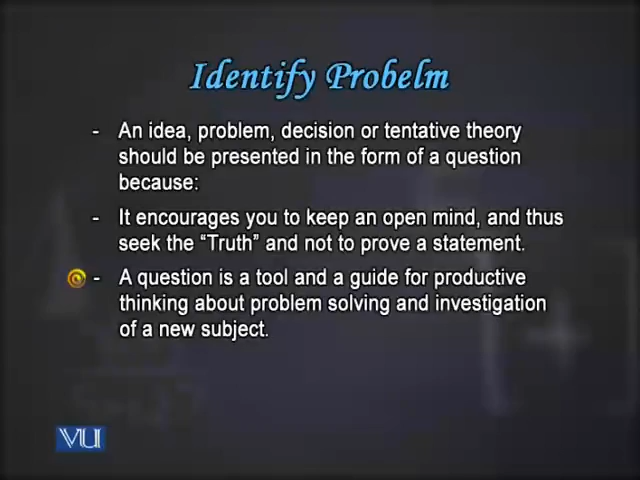 Identify Probelm
- An idea, problem, decision or tentative theory
should be presented in the form of a question
because:
- It encourages you to keep an open mind, and thus
seek the “Truth” and not to prove a statement.
- A question is a tool and a guide for productive
thinking about problem solving and investigation
of a new subject.
VU